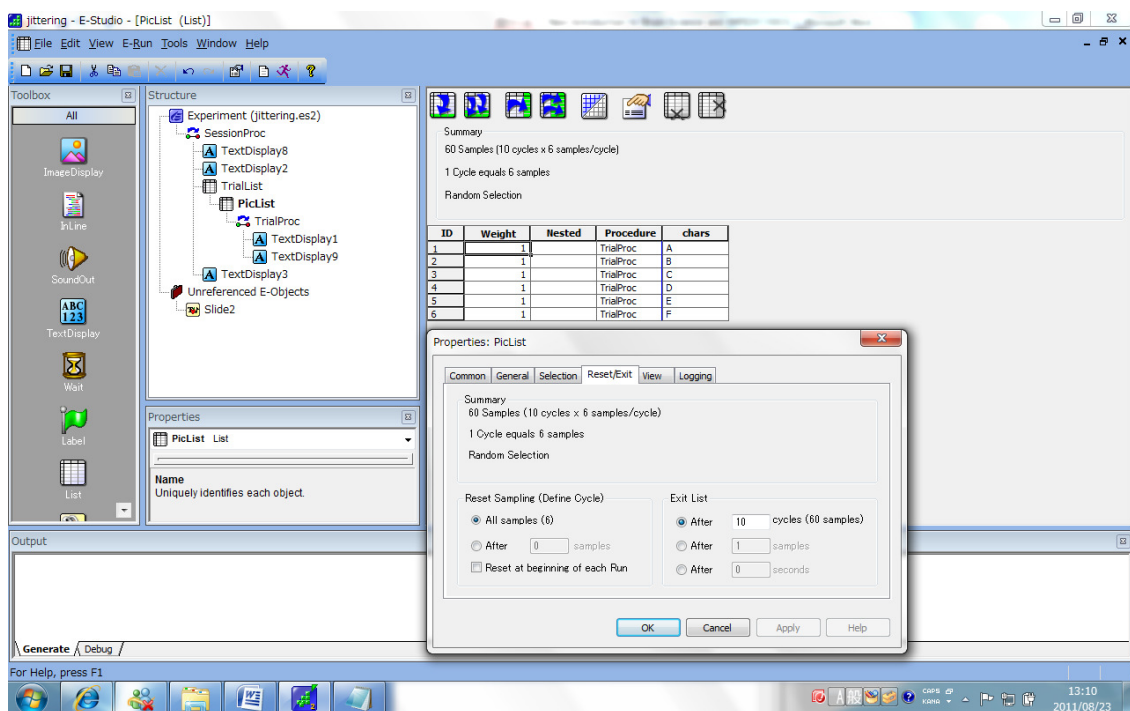 jittering - E-Studio - [PicList (List)]
File Edit View E-Run Tools Window Help
Toolbox
All
ImageDisplay
InLine
SoundOut
ABC
123
TextDisplay
Wait
Label
List
Structure
Experiment (jittering.es2)
SessionProc
A TextDisplay8
A TextDisplay2
TrialList
PicList
TrialProc
A TextDisplay1
A TextDisplay9
A TextDisplay3
Unreferenced E-Objects
Slide2
Properties
PicList List
Name
Uniquely identifies each object.
Summary
60 Samples (10 cycles x 6 samples/cycle)
1 Cycle equals 6 samples
Random Selection
ID Weight Nested Procedure chars
1 1 TrialProc A
2 1 TrialProc B
3 1 TrialProc C
4 1 TrialProc D
5 1 TrialProc E
6 1 TrialProc F
Properties: PicList
Common General Selection Reset/Exit View Logging
Summary
60 Samples (10 cycles x 6 samples/cycle)
1 Cycle equals 6 samples
Random Selection
Reset Sampling (Define Cycle)
All samples (6)
After 0 samples
Reset at beginning of each Run
Exit List
After 10 cycles (60 samples)
After 1 samples
After 0 seconds
OK Cancel Apply Help
Output
Generate Debug
For Help, press F1
A 般 CAPS KANA
13:10
2011/08/23